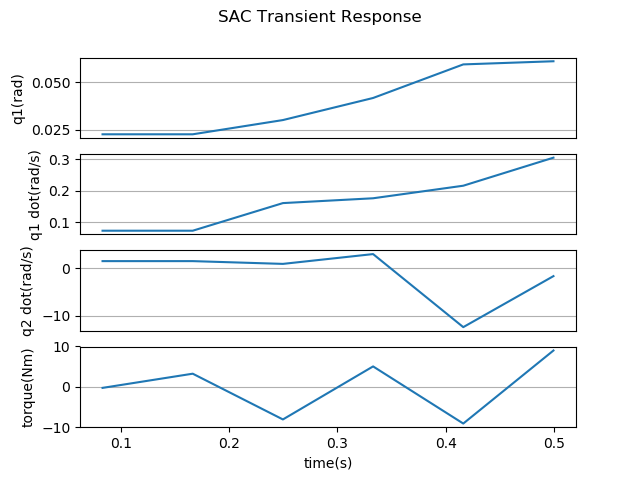 SAC Transient Response
q1(rad)
0.050
0.025
q1 dot(rad/s)
0.3
0.2
0.1
q2 dot(rad/s)
0
−10
torque(Nm)
10
0
−10
0.1 0.2 0.3 0.4 0.5
time(s)